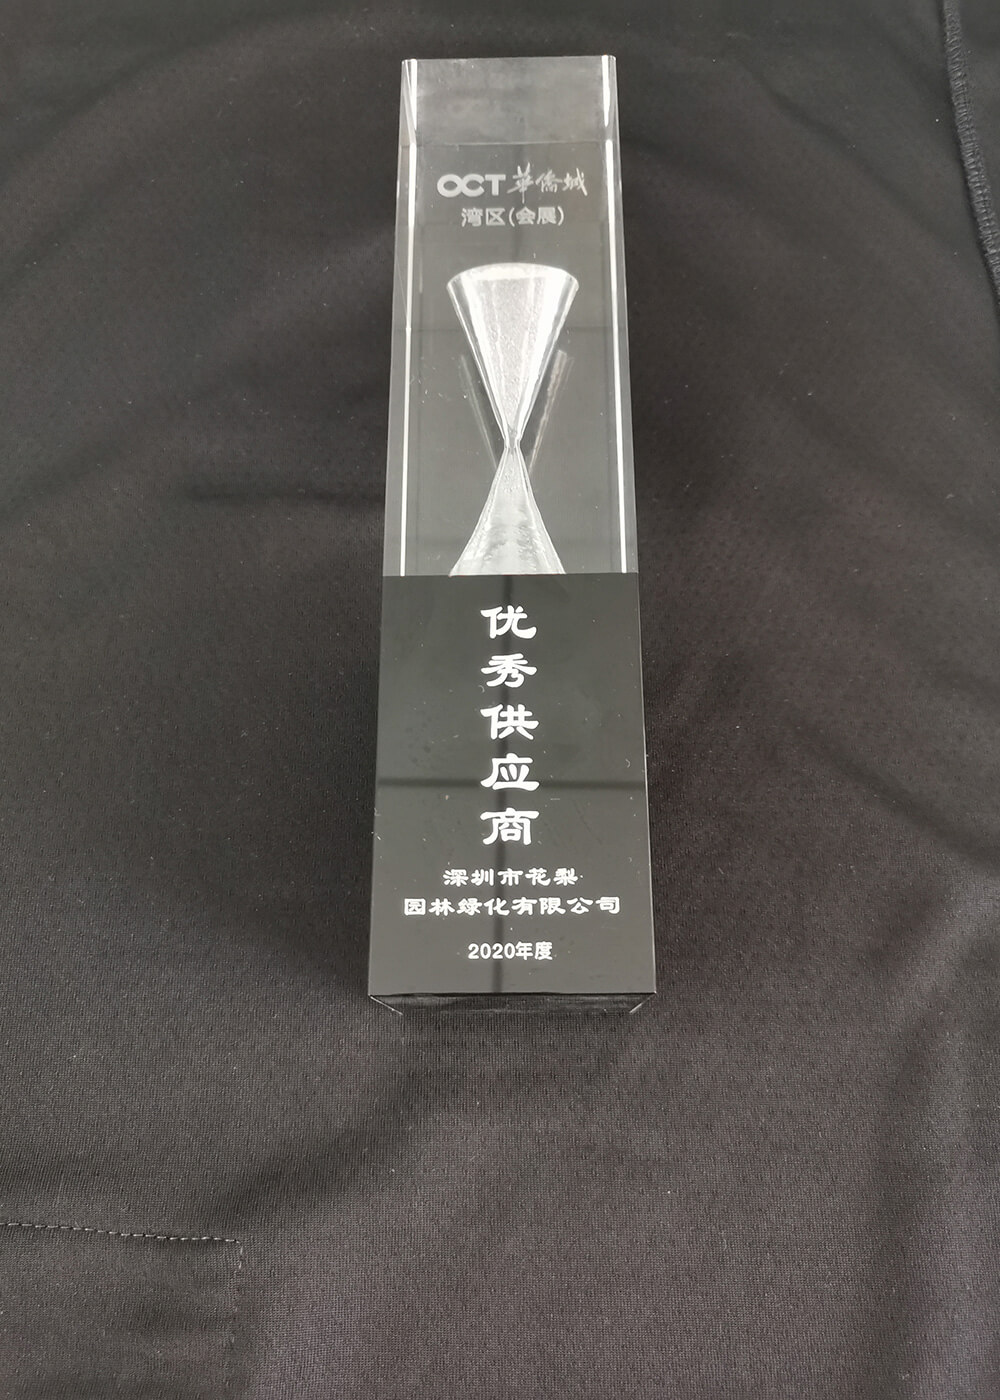 OCT 華僑城
湾区(会展)
优秀供应商
深圳市花梨
园林绿化有限公司
2020年度